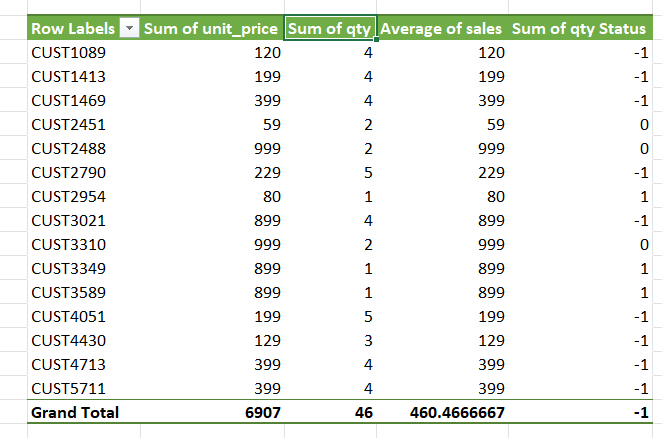 Row Labels Sum of unit_price Sum of qty Average of sales Sum of qty Status
CUST1089 120 4 120 -1
CUST1413 199 4 199 -1
CUST1469 399 4 399 -1
CUST2451 59 2 59 0
CUST2488 999 2 999 0
CUST2790 229 5 229 -1
CUST2954 80 1 80 1
CUST3021 899 4 899 -1
CUST3310 999 2 999 0
CUST3349 899 1 899 1
CUST3589 899 1 899 1
CUST4051 199 5 199 -1
CUST4430 129 3 129 -1
CUST4713 399 4 399 -1
CUST5711 399 4 399 -1
Grand Total 6907 46 460.4666667 -1